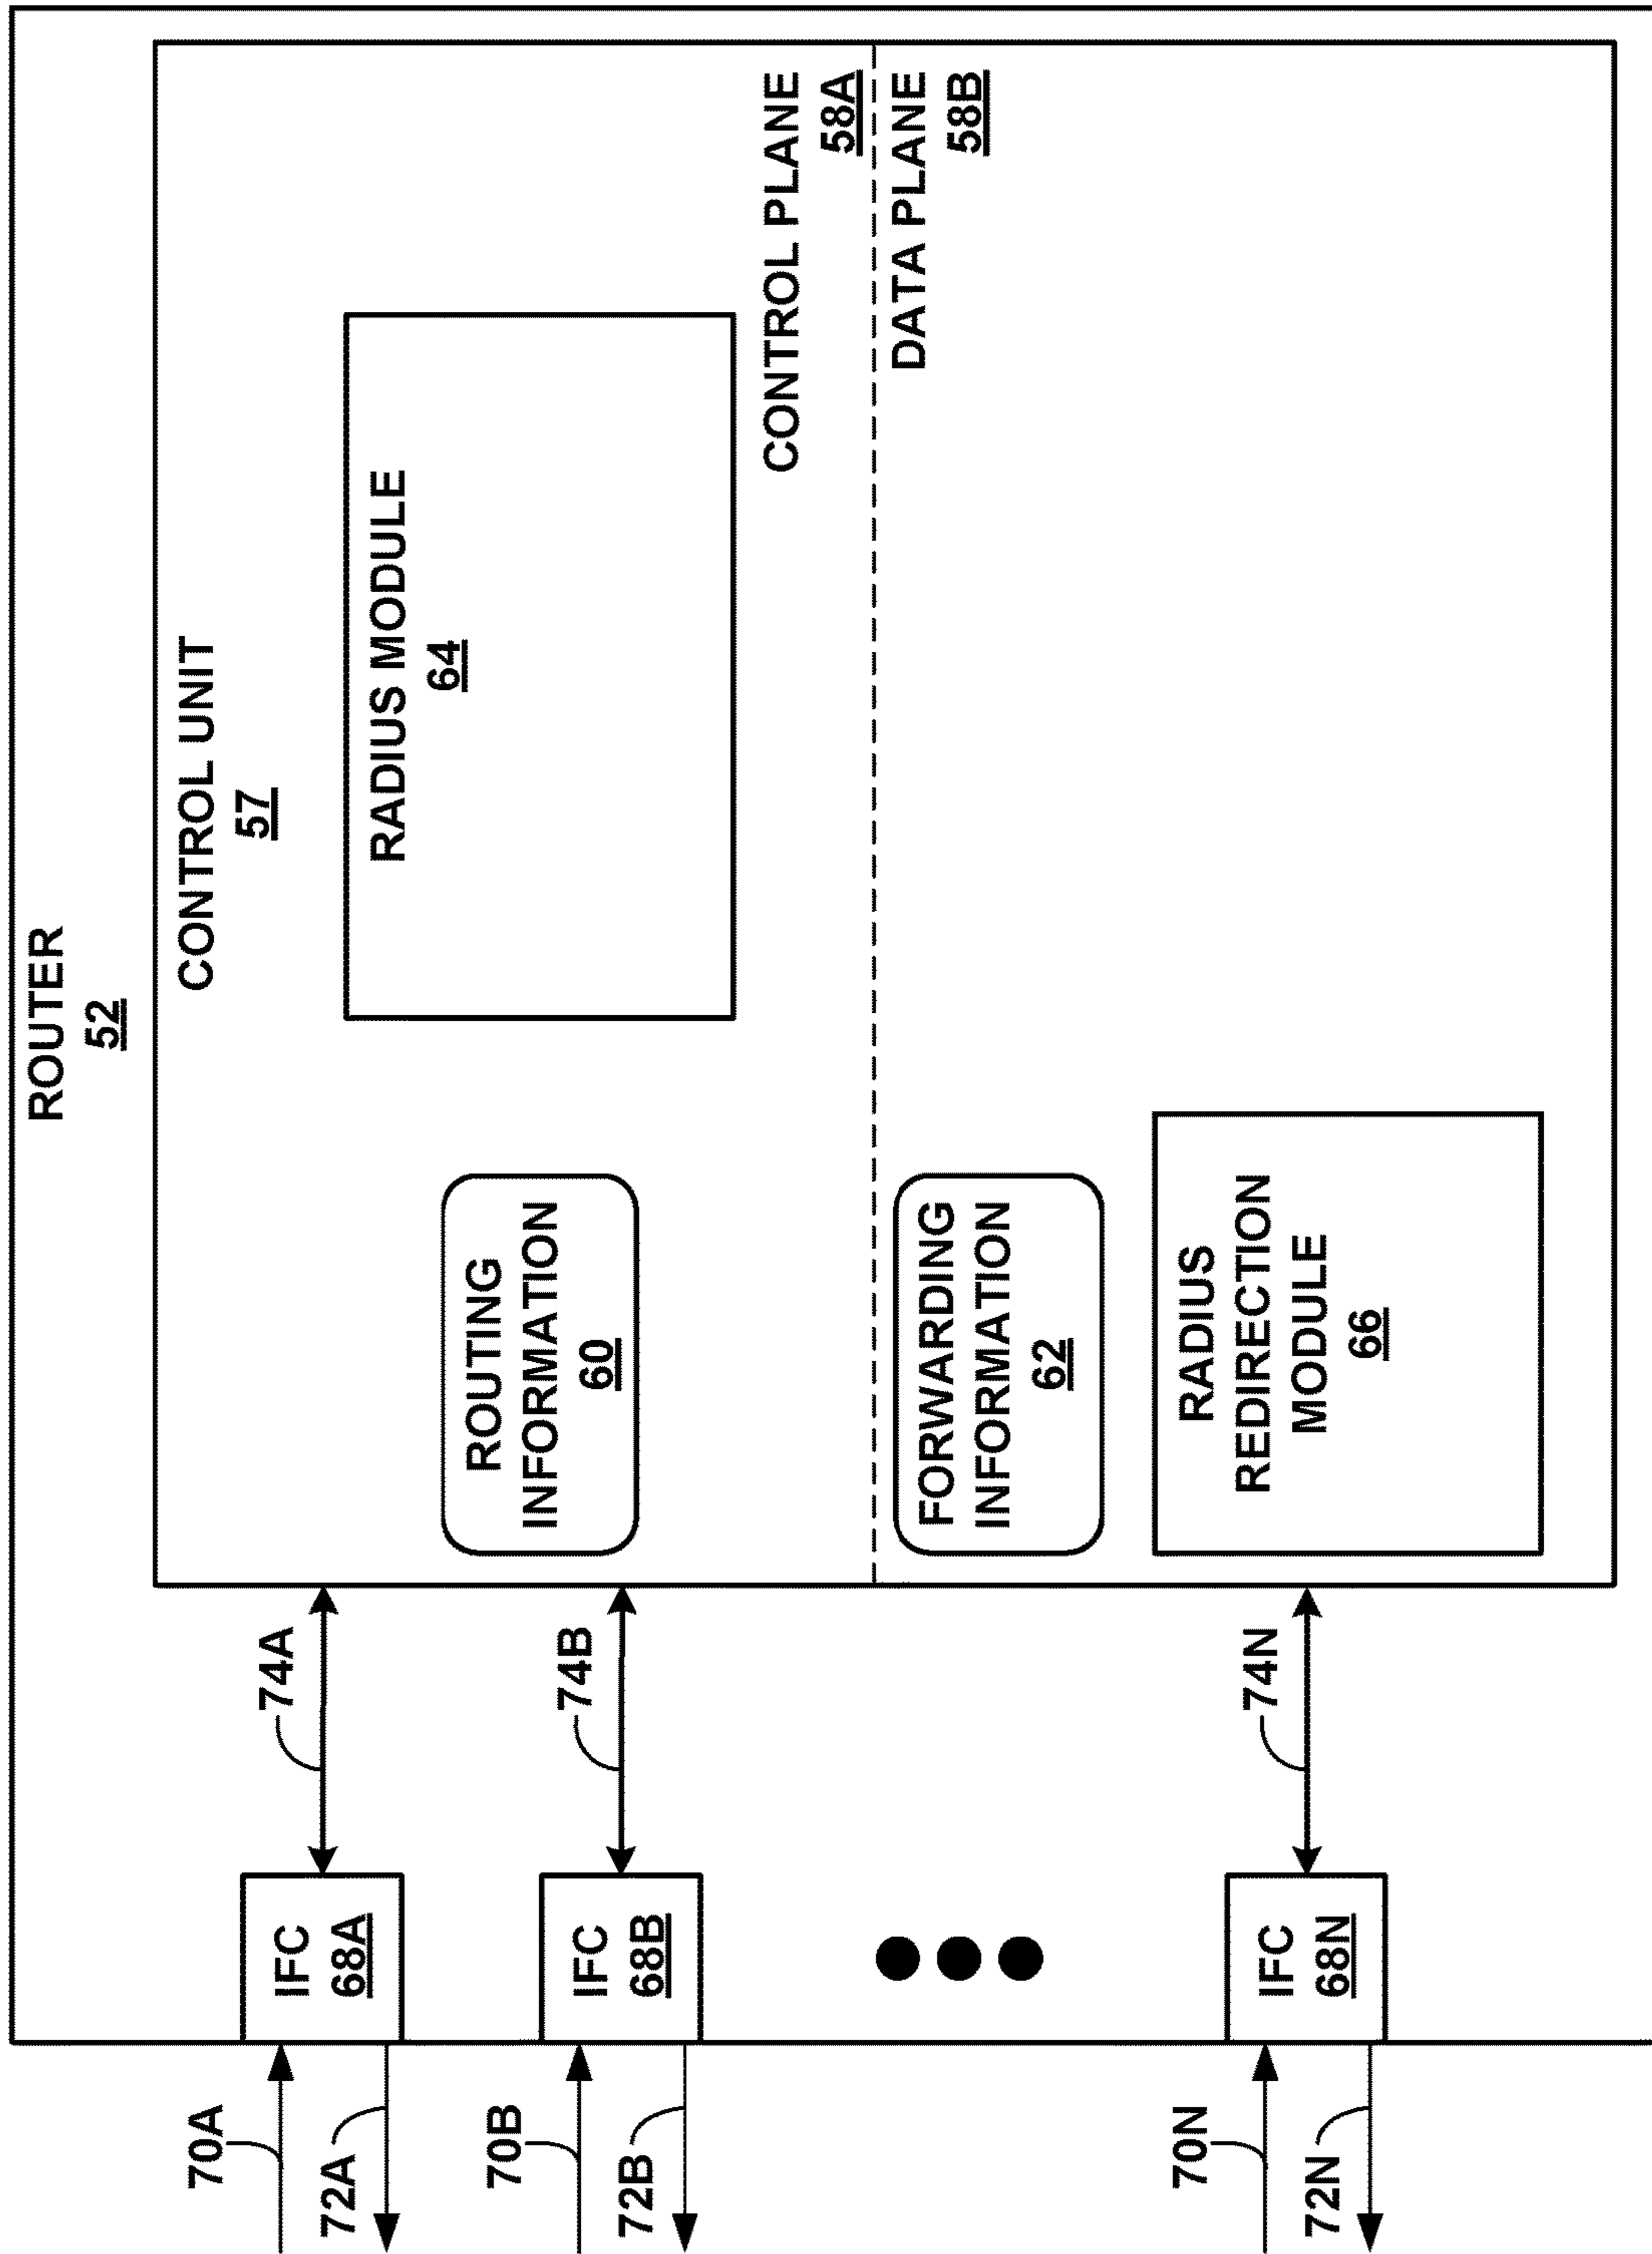 ROUTER
52
CONTROL UNIT
57
RADIUS MODULE
64
ROUTING
INFORMATION
60
CONTROL PLANE
58A
DATA PLANE
58B
FORWARDING
INFORMATION
62
RADIUS
REDIRECTION
MODULE
66
74A
74B
74N
IFC
68A
IFC
68B
IFC
68N
70A
72A
70B
72B
70N
72N